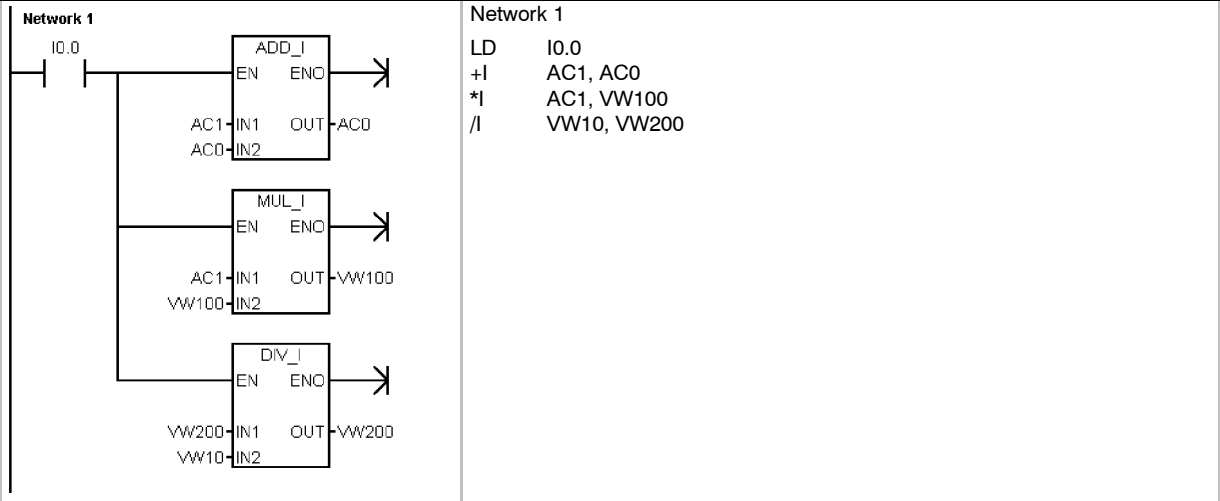 Network 1
I0.0
ADD_I
EN ENO
AC1 IN1 OUT AC0
AC0 IN2
MUL_I
EN ENO
AC1 IN1 OUT VW100
VW100 IN2
DIV_I
EN ENO
VW200 IN1 OUT VW200
VW10 IN2
Network 1
LD I0.0
+I AC1, AC0
*I AC1, VW100
/I VW10, VW200